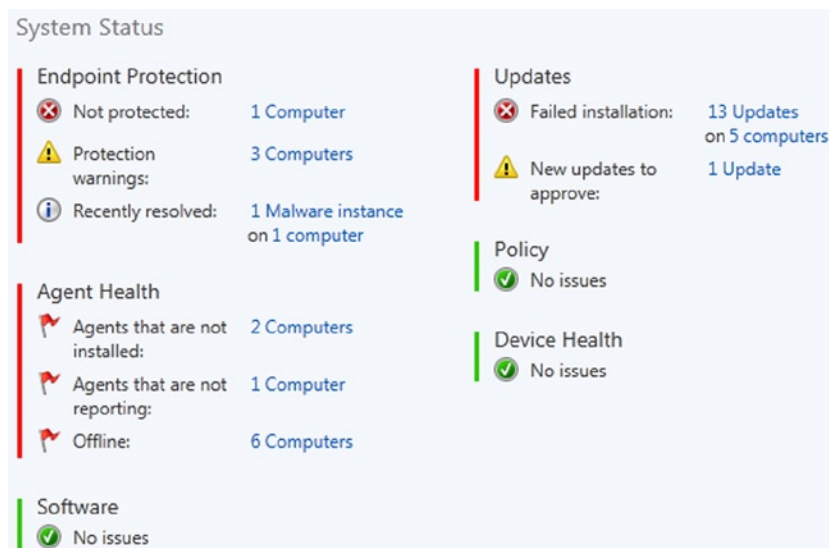 System Status
Endpoint Protection
Not protected: 1 Computer
Protection
warnings: 3 Computers
Recently resolved: 1 Malware instance
on 1 computer
Agent Health
Agents that are not
installed: 2 Computers
Agents that are not
reporting: 1 Computer
Offline: 6 Computers
Software
No issues
Updates
Failed installation: 13 Updates
on 5 computers
New updates to
approve: 1 Update
Policy
No issues
Device Health
No issues